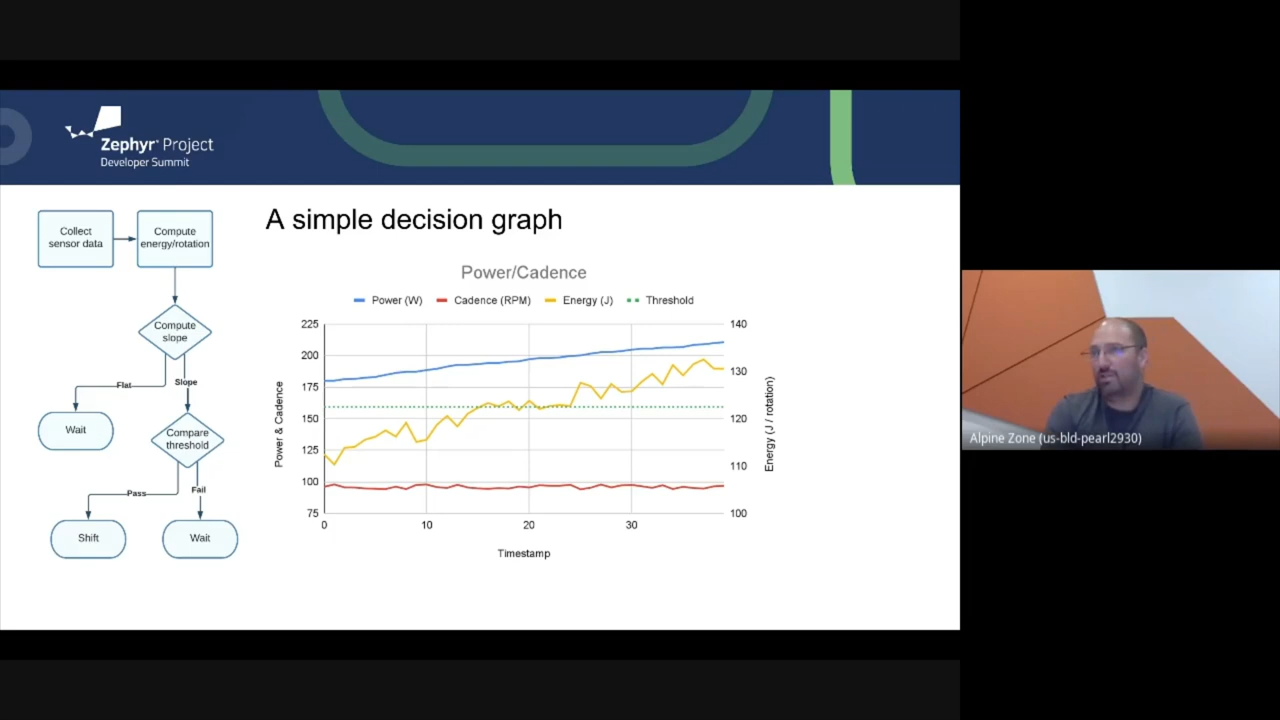 Zephyr® Project
Developer Summit
A simple decision graph
Collect
sensor data
Compute
energy/rotation
Compute
slope
Flat
Slope
Wait
Compare
threshold
Pass
Fail
Shift
Wait
Power/Cadence
Power (W)
Cadence (RPM)
Energy (J)
Threshold
225
200
175
150
125
100
75
Power & Cadence
140
130
120
110
100
Energy (J / rotation)
0
10
20
30
Timestamp
Alpine Zone (us-bld-pearl2930)